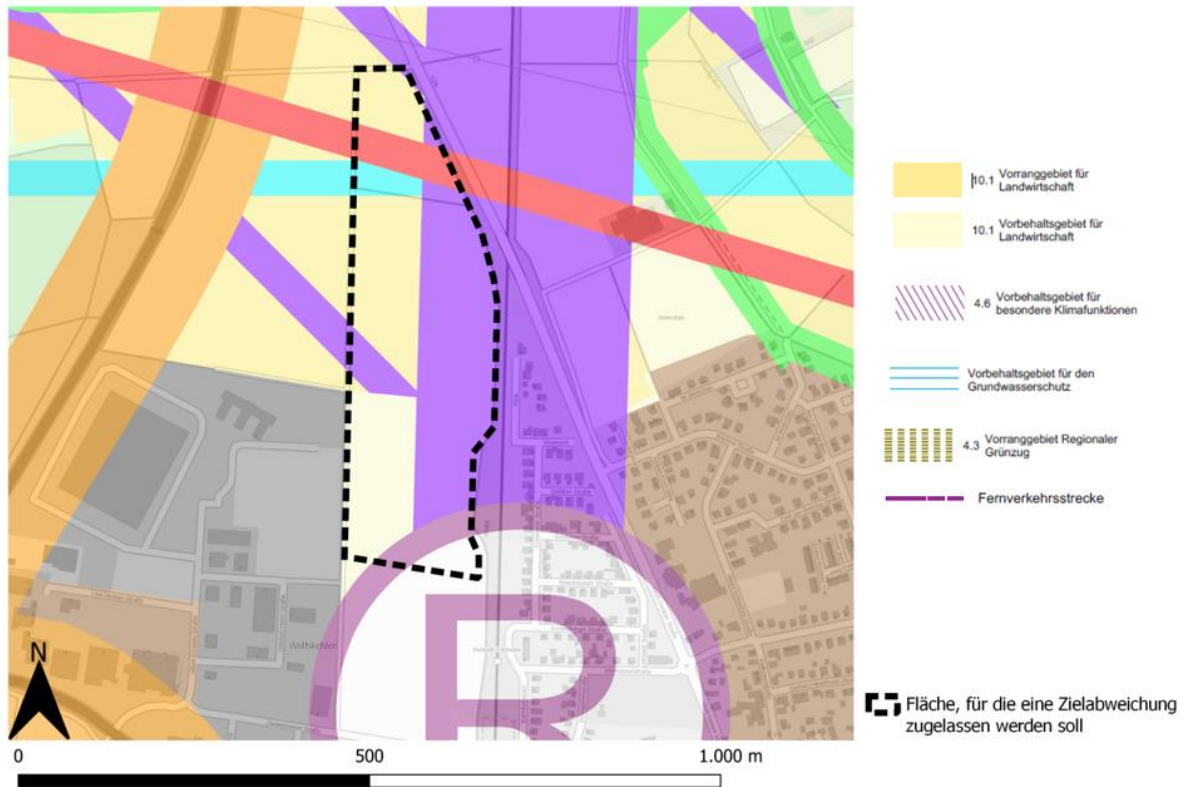 Wolfskehlen
B
N
0
500
1.000 m
10.1 Vorranggebiet für
Landwirtschaft
10.1 Vorbehaltsgebiet für
Landwirtschaft
4.6 Vorbehaltsgebiet für
besondere Klimafunktionen
Vorbehaltsgebiet für den
Grundwasserschutz
4.3 Vorranggebiet Regionaler
Grünzug
Fernverkehrsstrecke
Fläche, für die eine Zielabweichung
zugelassen werden soll